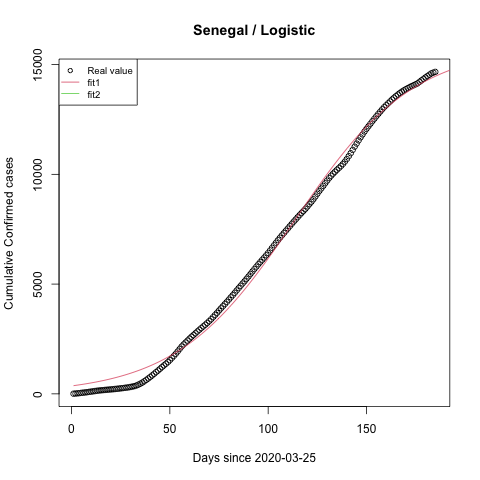 Senegal / Logistic
Real value
fit1
fit2
Cumulative Confirmed cases
15000
10000
5000
0
0 50 100 150
Days since 2020-03-25